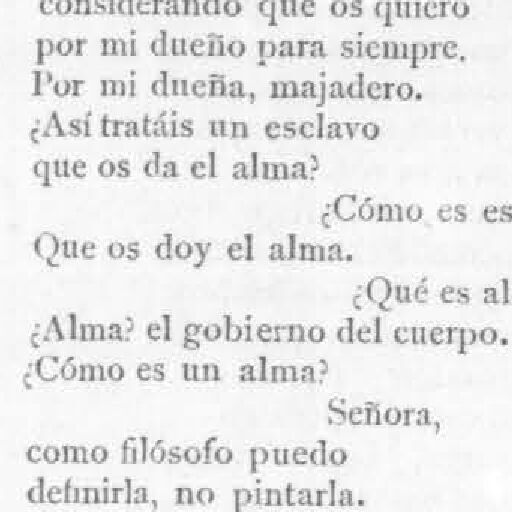 considerando que os quiero
por mi dueño para siempre.
Por mi dueña, majadero.
¿Así tratáis un esclavo
que os da el alma?
¿Cómo es es
Que os doy el alma.
¿Qué es al
¿Alma? el gobierno del cuerpo.
¿Cómo es un alma?
Señora,
como filósofo puedo
definirla, no pintarla.